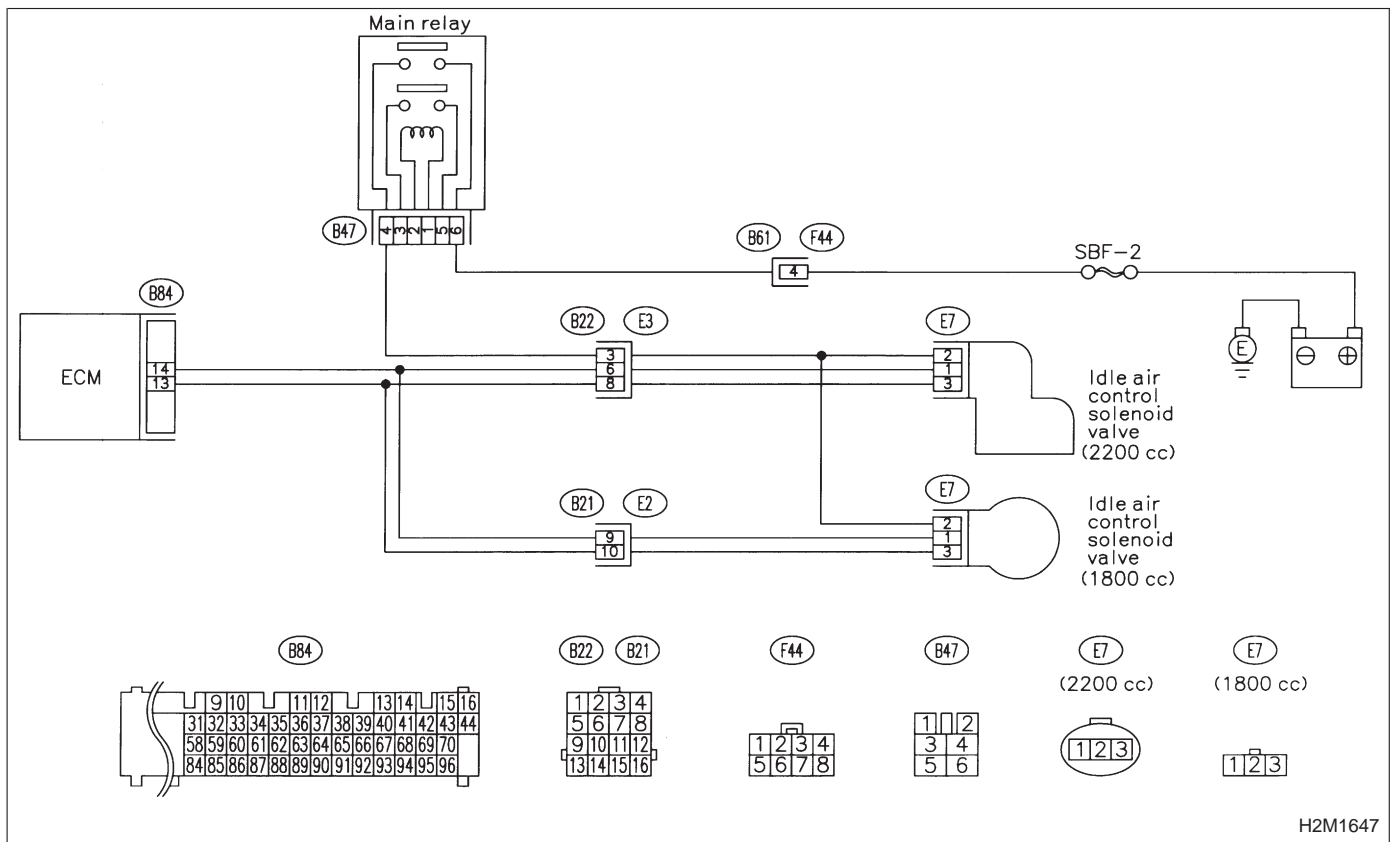 Main relay
B47
4 3 2 1 5 6
B61 F44
4
SBF-2
E
⊖ ⊕
B84
ECM
14
13
B22 E3
3
6
8
E7
2
1
3
Idle air
control
solenoid
valve
(2200 cc)
B21 E2
9
10
E7
2
1
3
Idle air
control
solenoid
valve
(1800 cc)
B84
9 10 11 12 13 14 15 16
31 32 33 34 35 36 37 38 39 40 41 42 43 44
58 59 60 61 62 63 64 65 66 67 68 69 70
84 85 86 87 88 89 90 91 92 93 94 95 96
B22 B21
1 2 3 4
5 6 7 8
9 10 11 12
13 14 15 16
F44
1 2 3 4
5 6 7 8
B47
1 2
3 4
5 6
E7
(2200 cc)
1 2 3
E7
(1800 cc)
1 2 3
H2M1647